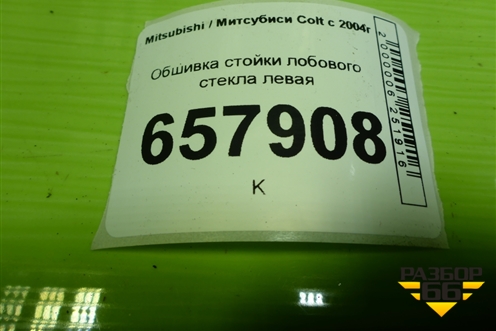 Mitsubishi / Митсубиси Colt с 2004г
Обшивка стойки лобового
стекла левая
657908
К
2000006251916
РАЗБОР
66